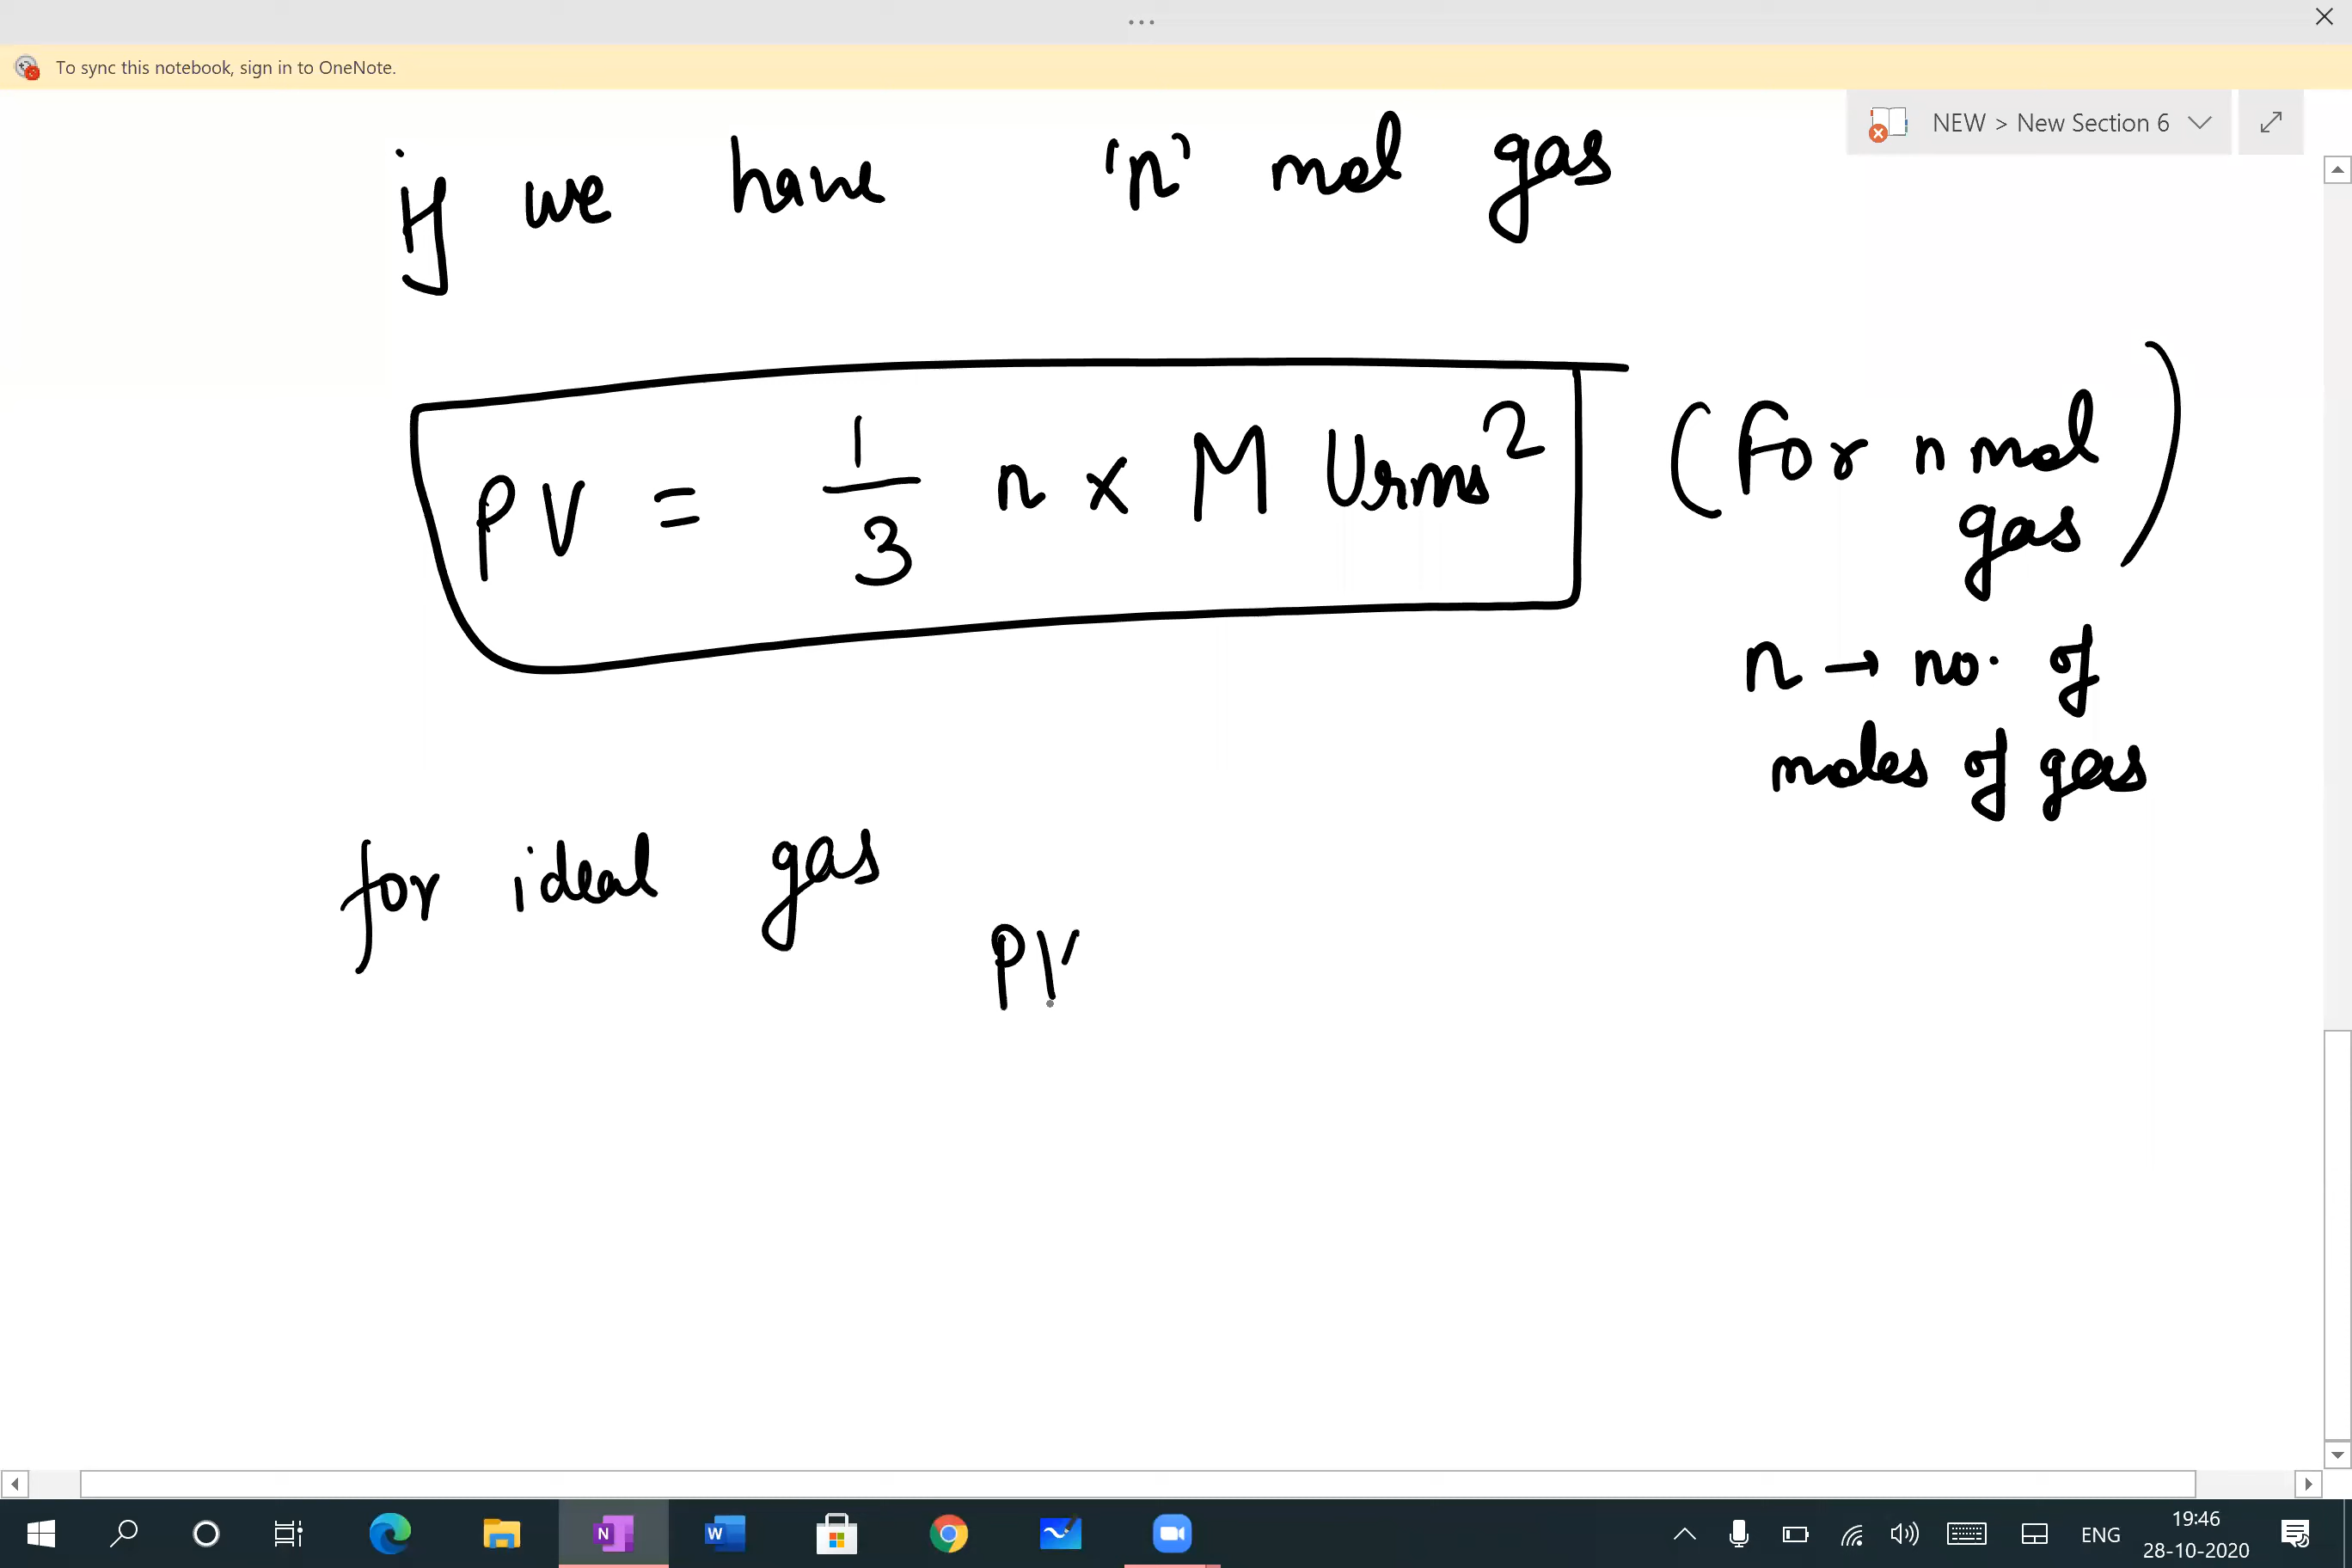 To sync this notebook, sign in to OneNote.
NEW > New Section 6
if we have 'n' mol gas
PV = 1/3 n x M Urms² (For n mol
gas)
n → no. of
moles of gas
for ideal gas
PV
N
W
ENG
19:46
28-10-2020